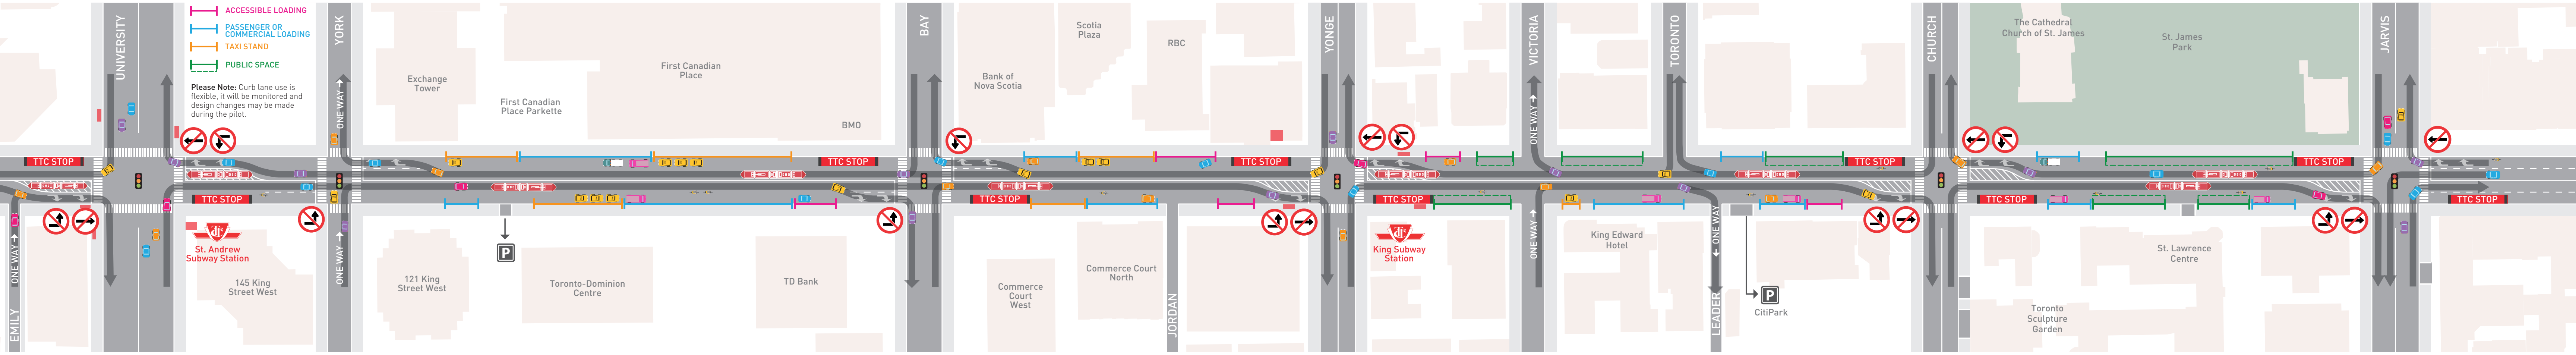 UNIVERSITY
ACCESSIBLE LOADING
PASSENGER OR
COMMERCIAL LOADING
TAXI STAND
PUBLIC SPACE
Please Note: Curb lane use is
flexible, it will be monitored and
design changes may be made
during the pilot.
YORK
ONE WAY
Exchange
Tower
First Canadian
Place Parkette
First Canadian
Place
BMO
BAY
Bank of
Nova Scotia
Scotia
Plaza
RBC
YONGE
VICTORIA
ONE WAY
TORONTO
CHURCH
The Cathedral
Church of St. James
St. James
Park
JARVIS
TTC STOP
TTC STOP
TTC STOP
TTC STOP
TTC STOP
TTC STOP
TTC STOP
TTC STOP
TTC STOP
TTC STOP
TTC STOP
EMILY
ONE WAY
St. Andrew
Subway Station
145 King
Street West
ONE WAY
121 King
Street West
P
Toronto-Dominion
Centre
TD Bank
Commerce
Court
West
Commerce Court
North
JORDAN
King Subway
Station
ONE WAY
King Edward
Hotel
LEADER
ONE WAY
P
CitiPark
Toronto
Sculpture
Garden
St. Lawrence
Centre